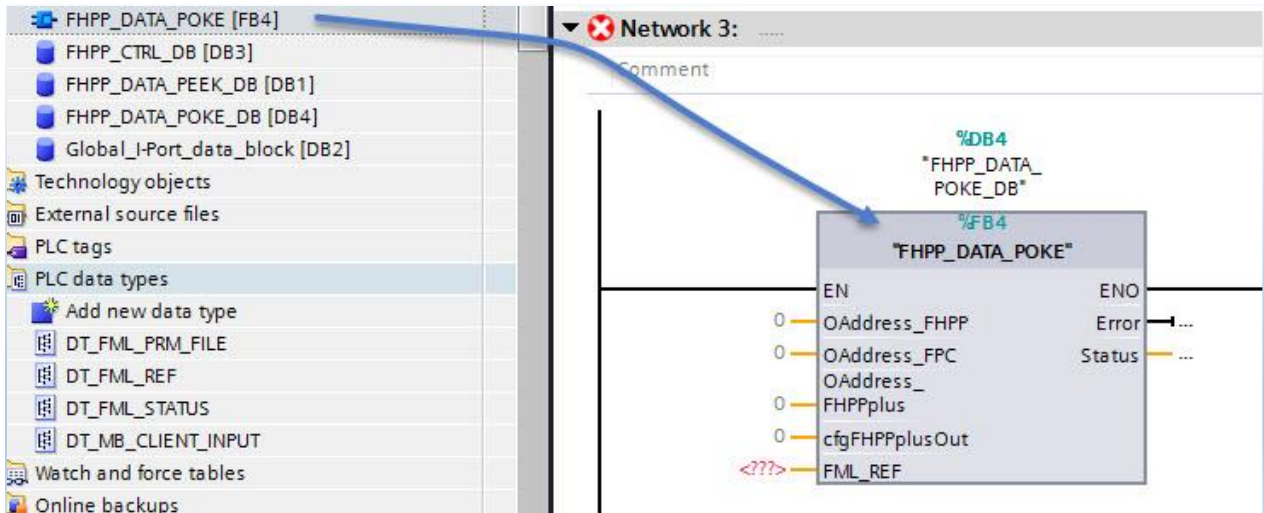 FHPP_DATA_POKE [FB4]
FHPP_CTRL_DB [DB3]
FHPP_DATA_PEEK_DB [DB1]
FHPP_DATA_POKE_DB [DB4]
Global_I-Port_data_block [DB2]
Technology objects
External source files
PLC tags
PLC data types
Add new data type
DT_FML_PRM_FILE
DT_FML_REF
DT_FML_STATUS
DT_MB_CLIENT_INPUT
Watch and force tables
Online backups
Network 3: .....
Comment
%DB4
"FHPP_DATA_
POKE_DB"
%FB4
"FHPP_DATA_POKE"
EN ENO
0 OAddress_FHPP Error ...
0 OAddress_FPC Status ...
OAddress_
0 FHPPplus
0 cfgFHPPplusOut
<???> FML_REF